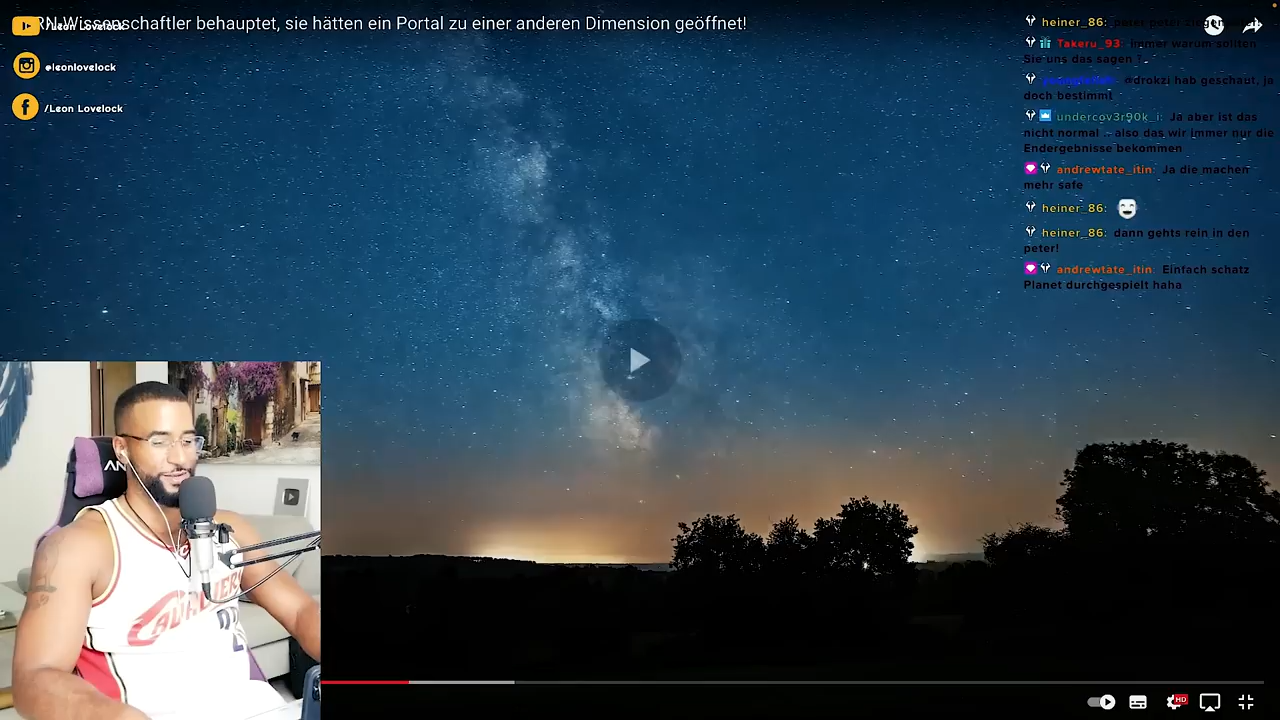 Wissenschaftler behauptet, sie hätten ein Portal zu einer anderen Dimension geöffnet!
/Leon Lovelock
@leonlovelock
/Leon Lovelock
heiner_86:
Takeru_93: immer warum sollten
Sie uns das sagen ?
@drokzi hab geschaut, ja
doch bestimmt
undercov3r90k_i: Ja aber ist das
nicht normal .. also das wir immer nur die
Endergebnisse bekommen
andrewtate_itin: Ja die machen
mehr safe
heiner_86:
heiner_86: dann gehts rein in den
peter!
andrewtate_itin: Einfach schatz
Planet durchgespielt haha
AN
CAVALIERS
HD